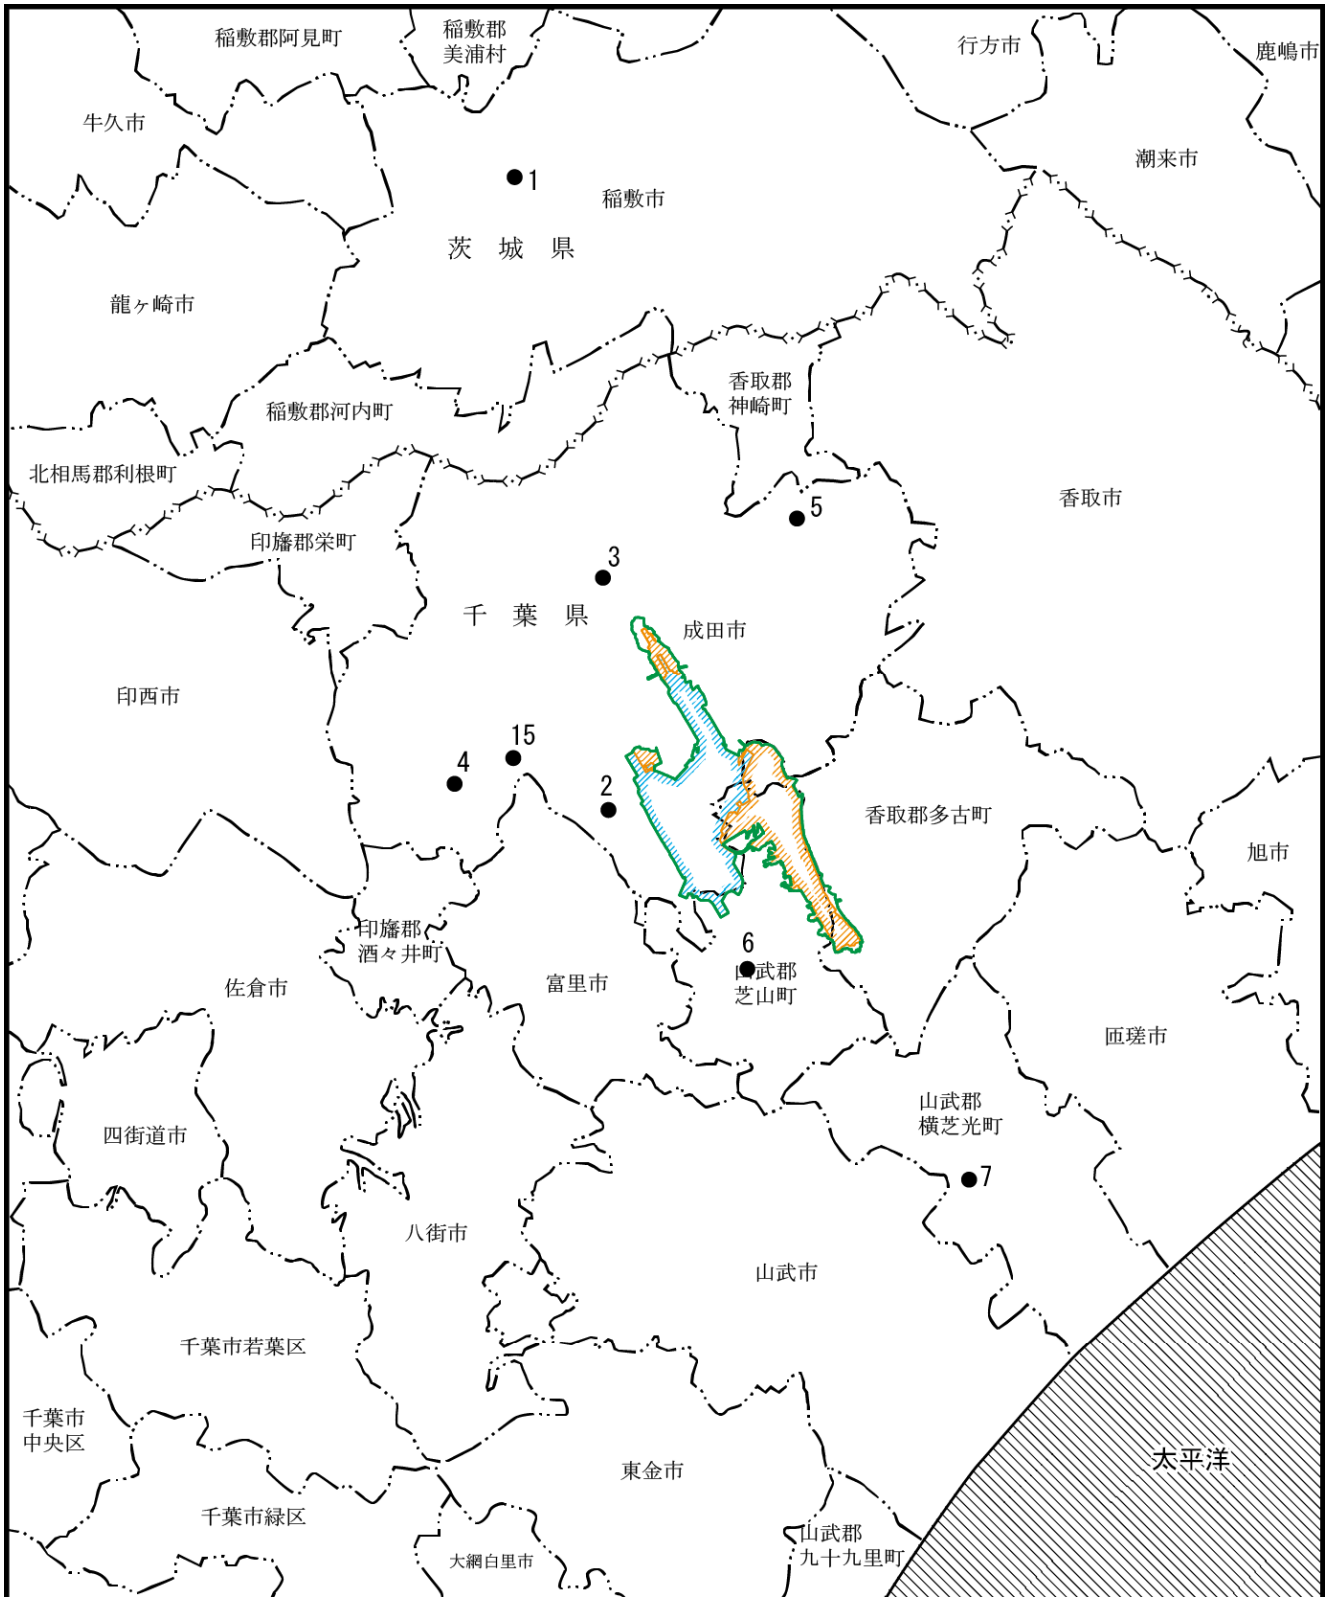 稲敷郡阿見町
稲敷郡
美浦村
行方市
鹿嶋市
牛久市
潮来市
1
稲敷市
茨城県
龍ヶ崎市
香取郡
神崎町
稲敷郡河内町
北相馬郡利根町
香取市
5
印旛郡栄町
3
千葉県
成田市
印西市
15
4
2
香取郡多古町
旭市
印旛郡
酒々井町
6
山武郡
芝山町
富里市
佐倉市
匝瑳市
山武郡
横芝光町
四街道市
7
八街市
山武市
千葉市若葉区
千葉市
中央区
太平洋
東金市
千葉市緑区
山武郡
九十九里町
大網白里市